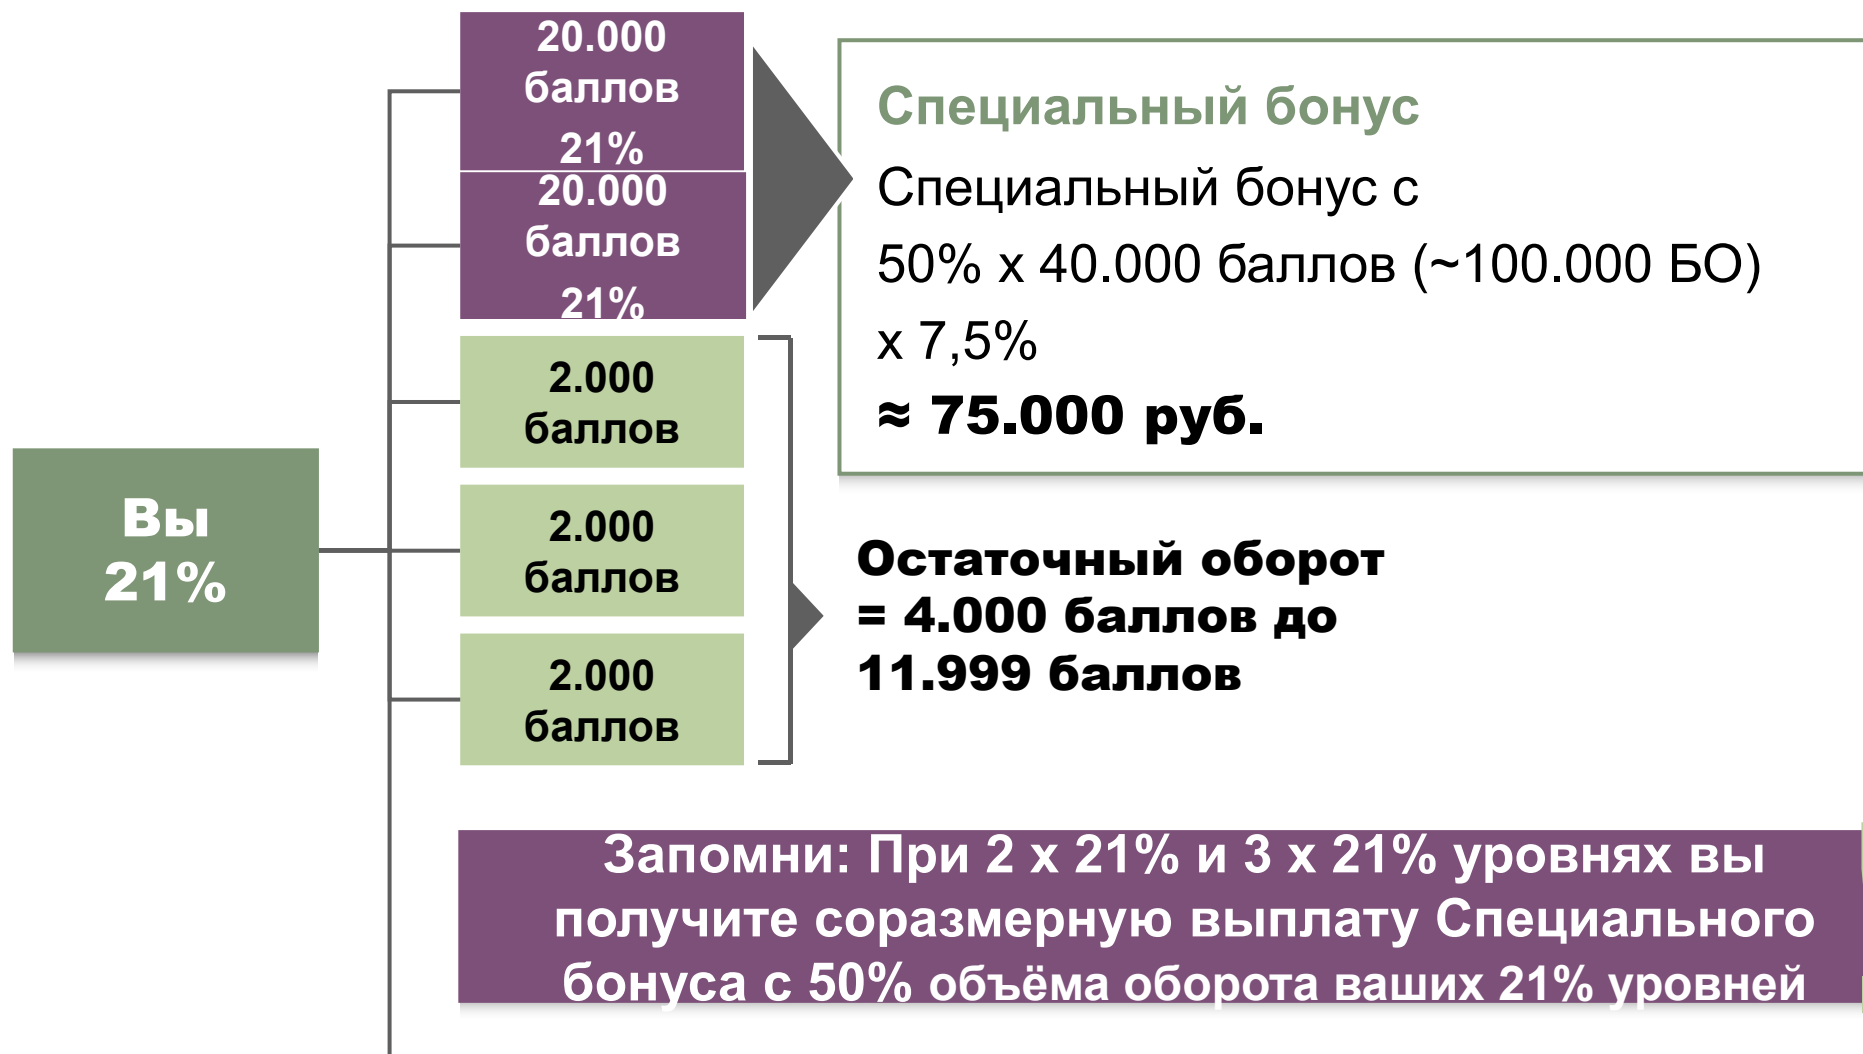 20.000
баллов
21%
20.000
баллов
21%
2.000
баллов
2.000
баллов
2.000
баллов
Вы
21%
Специальный бонус
Специальный бонус с
50% x 40.000 баллов (~100.000 БО)
x 7,5%
≈ 75.000 руб.
Остаточный оборот
= 4.000 баллов до
11.999 баллов
Запомни: При 2 x 21% и 3 x 21% уровнях вы
получите соразмерную выплату Специального
бонуса с 50% объёма оборота ваших 21% уровней